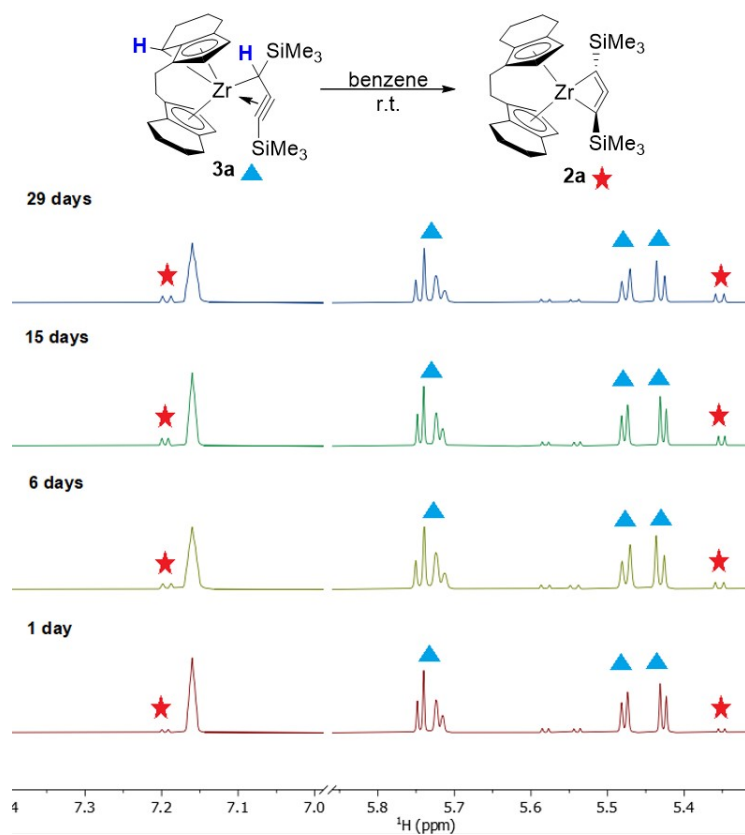 H
H
SiMe₃
Zr
SiMe₃
3a
benzene
r.t.
SiMe₃
Zr
SiMe₃
2a
29 days
15 days
6 days
1 day
4 7.3 7.2 7.1 7.0 5.8 5.7 5.6 5.5 5.4
¹H (ppm)